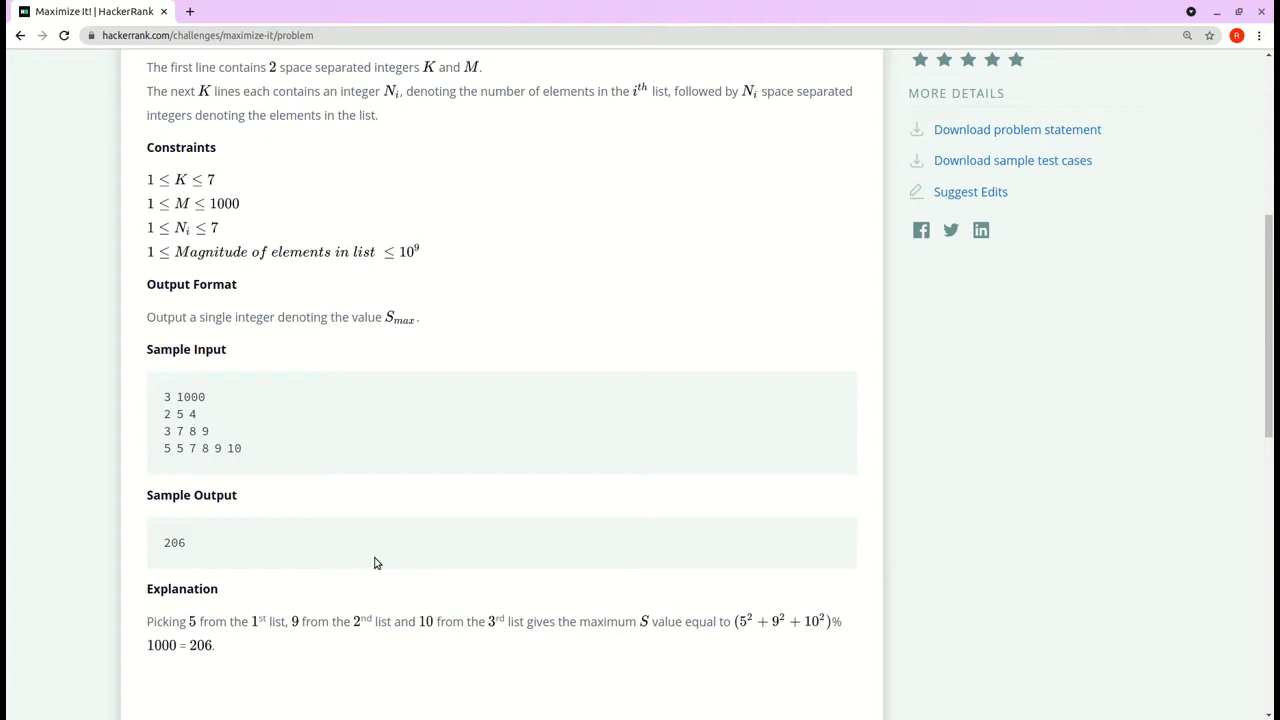 Maximize It! | HackerRank
hackerrank.com/challenges/maximize-it/problem
R
The first line contains 2 space separated integers K and M.
The next K lines each contains an integer Nᵢ, denoting the number of elements in the iᵗʰ list, followed by Nᵢ space separated
integers denoting the elements in the list.
Constraints
1 ≤ K ≤ 7
1 ≤ M ≤ 1000
1 ≤ Nᵢ ≤ 7
1 ≤ Magnitude of elements in list ≤ 10⁹
Output Format
Output a single integer denoting the value Sₘₐₓ.
Sample Input
3 1000
2 5 4
3 7 8 9
5 5 7 8 9 10
Sample Output
206
Explanation
Picking 5 from the 1ˢᵗ list, 9 from the 2ⁿᵈ list and 10 from the 3ʳᵈ list gives the maximum S value equal to (5² + 9² + 10²)%
1000 = 206.
MORE DETAILS
Download problem statement
Download sample test cases
Suggest Edits